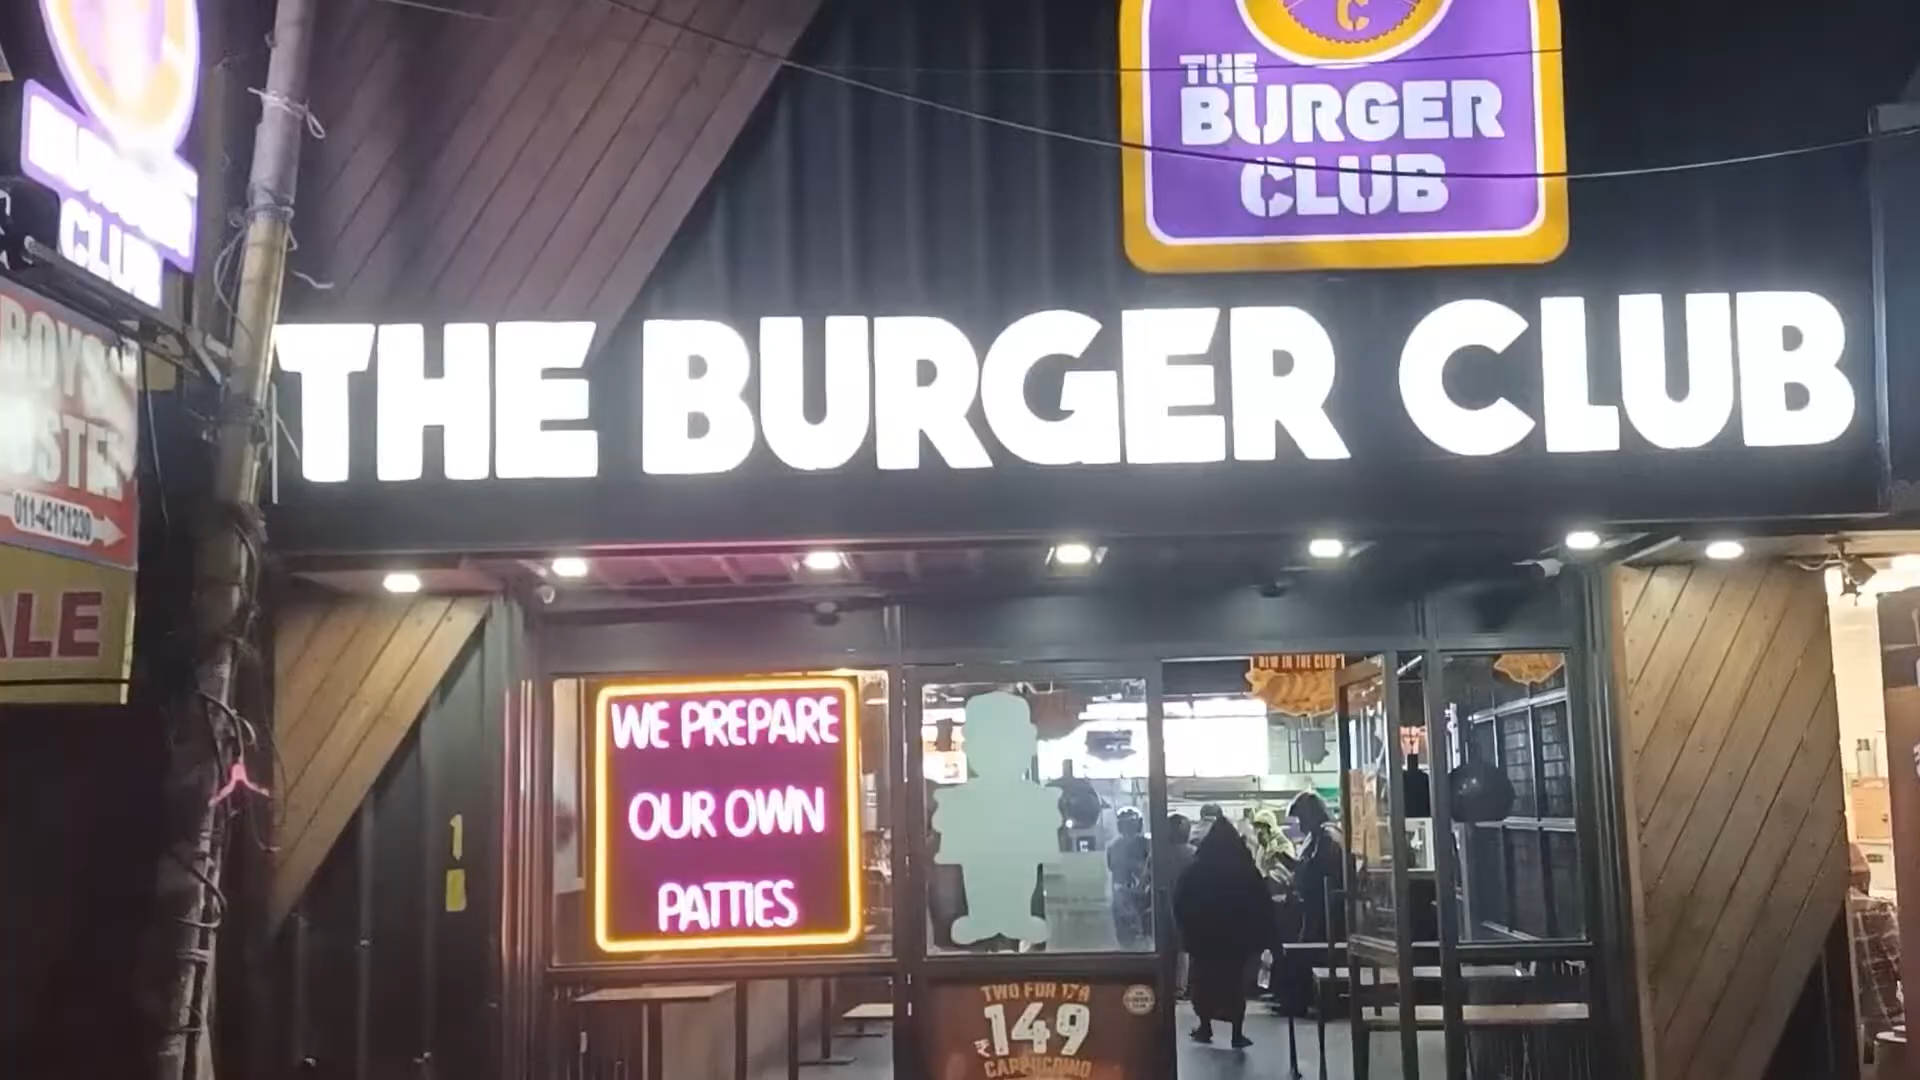 THE
BURGER
CLUB
BURGER
CLUB
THE BURGER CLUB
BOYS
011-42171230
ALE
WE PREPARE
OUR OWN
PATTIES
NEW IN THE CLUB
TWO FOR
₹149
CAPPUCCINO